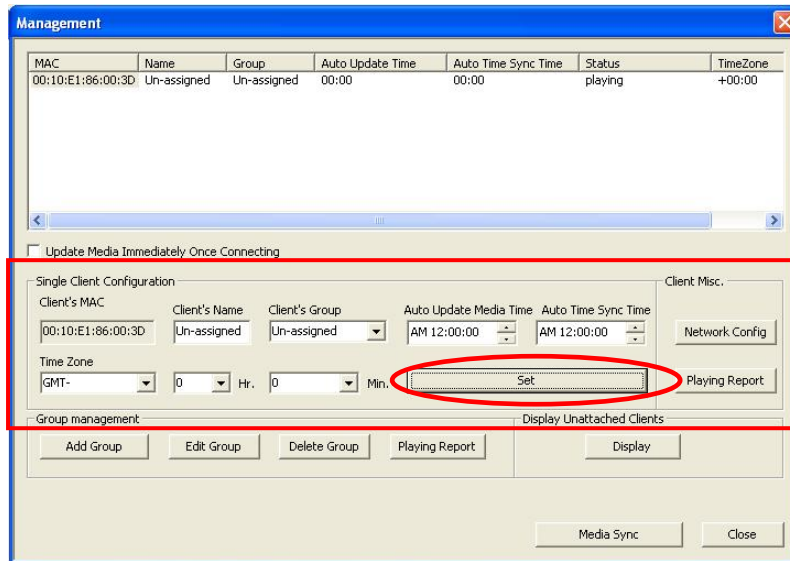 Management
MAC Name Group Auto Update Time Auto Time Sync Time Status TimeZone
00:10:E1:86:00:3D Un-assigned Un-assigned 00:00 00:00 playing +00:00
Update Media Immediately Once Connecting
Single Client Configuration
Client Misc.
Client's MAC Client's Name Client's Group Auto Update Media Time Auto Time Sync Time
00:10:E1:86:00:3D Un-assigned Un-assigned AM 12:00:00 AM 12:00:00 Network Config
Time Zone
GMT- 0 Hr. 0 Min. Set Playing Report
Group management Display Unattached Clients
Add Group Edit Group Delete Group Playing Report Display
Media Sync Close